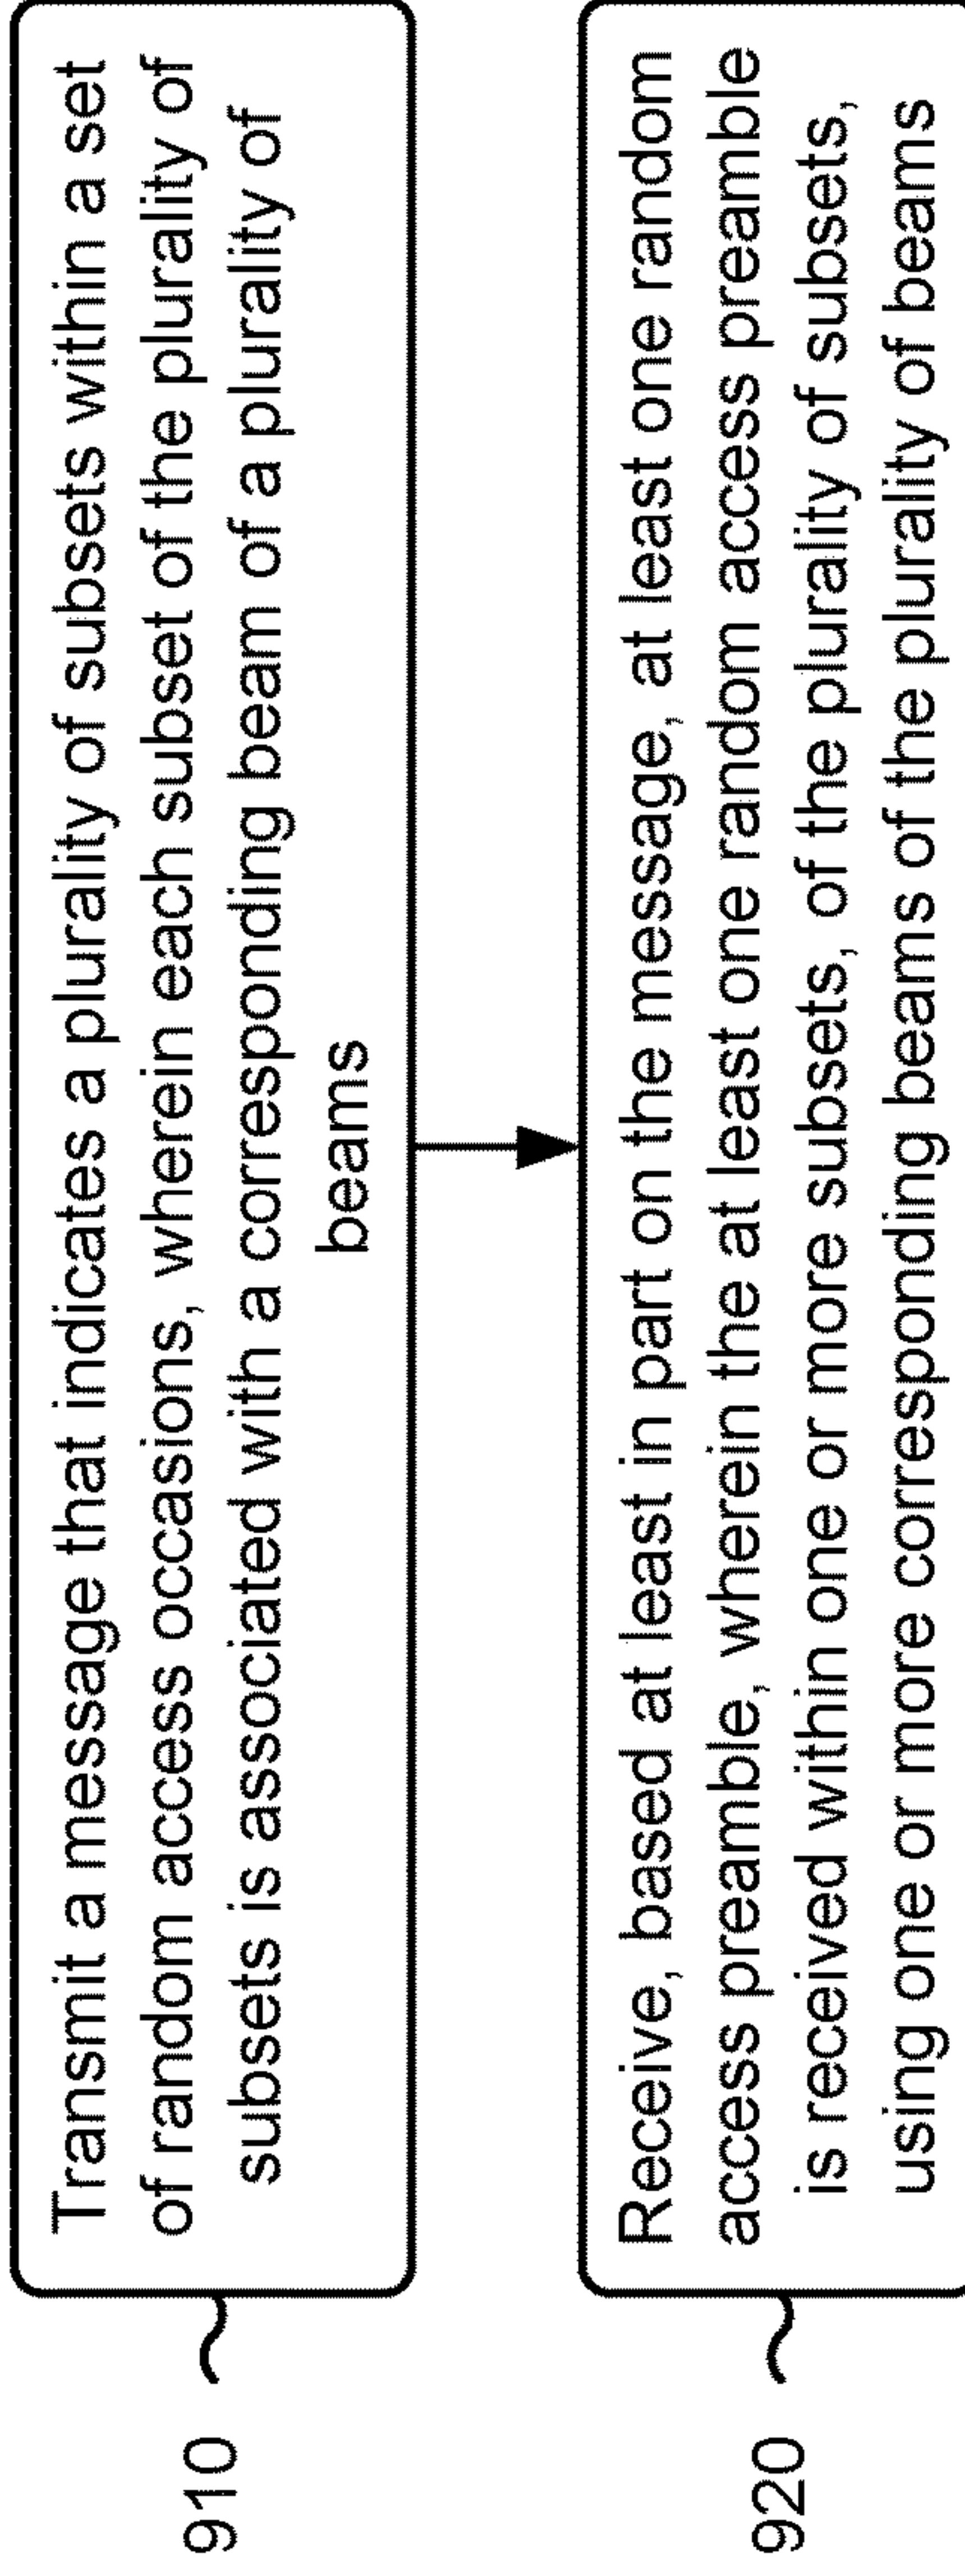 910
Transmit a message that indicates a plurality of subsets within a set
of random access occasions, wherein each subset of the plurality of
subsets is associated with a corresponding beam of a plurality of
beams
920
Receive, based at least in part on the message, at least one random
access preamble, wherein the at least one random access preamble
is received within one or more subsets, of the plurality of subsets,
using one or more corresponding beams of the plurality of beams